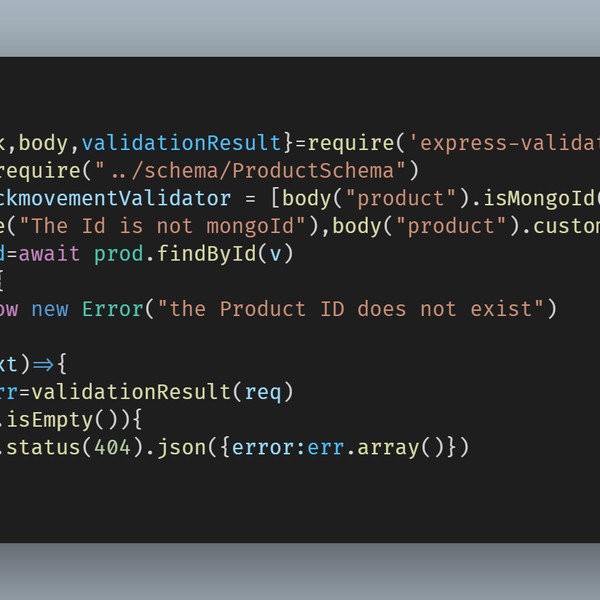 k,body,validationResult}=require('express-validat
require("../schema/ProductSchema")
ckmovementValidator = [body("product").isMongoId(
e("The Id is not mongoId"),body("product").custom
d=await prod.findById(v)
{
ow new Error("the Product ID does not exist")
xt)=>{
rr=validationResult(req)
.isEmpty()){
.status(404).json({error:err.array()})